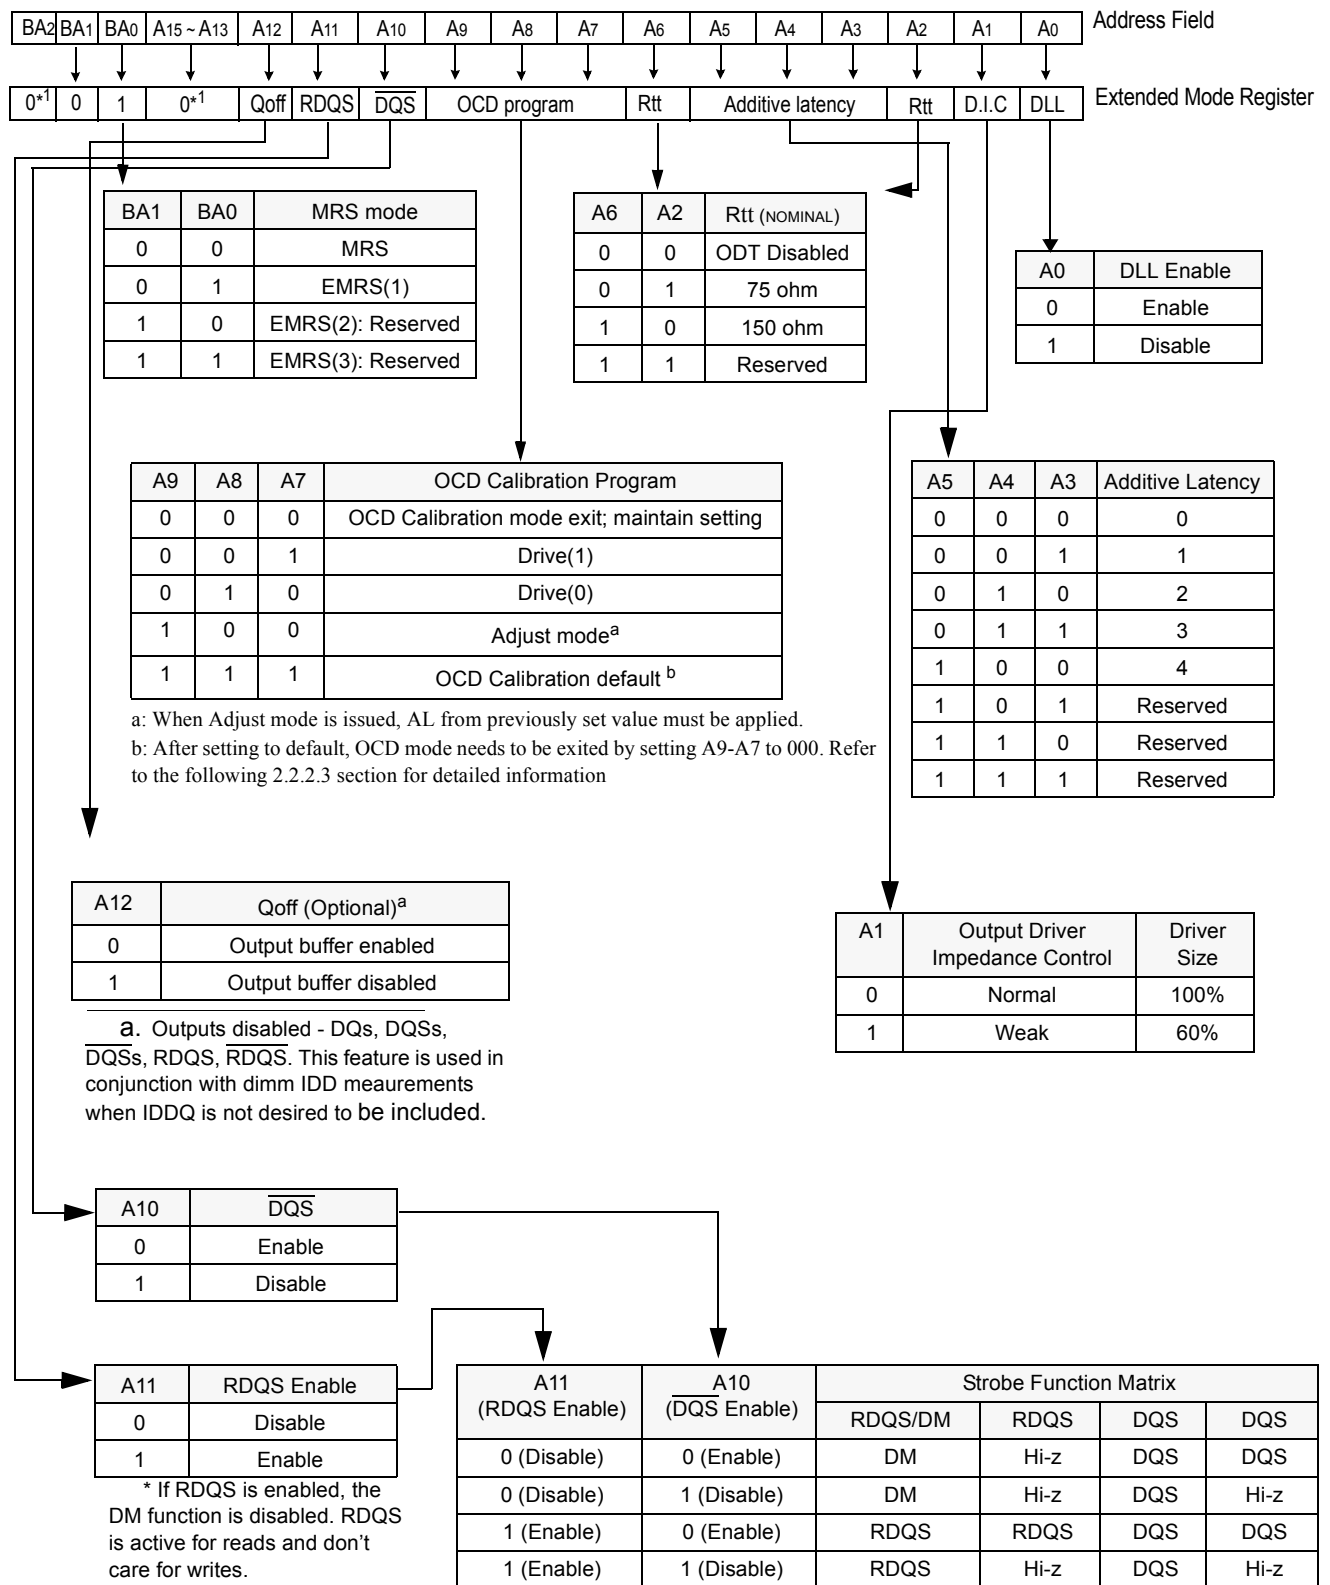 BA2 BA1 BA0 A15 ~ A13 A12 A11 A10 A9 A8 A7 A6 A5 A4 A3 A2 A1 A0 Address Field
0*1 0 1 0*1 Qoff RDQS DQS OCD program Rtt Additive latency Rtt D.I.C DLL Extended Mode Register
BA1 BA0 MRS mode
0 0 MRS
0 1 EMRS(1)
1 0 EMRS(2): Reserved
1 1 EMRS(3): Reserved
A6 A2 Rtt (NOMINAL)
0 0 ODT Disabled
0 1 75 ohm
1 0 150 ohm
1 1 Reserved
A0 DLL Enable
0 Enable
1 Disable
A9 A8 A7 OCD Calibration Program
0 0 0 OCD Calibration mode exit; maintain setting
0 0 1 Drive(1)
0 1 0 Drive(0)
1 0 0 Adjust modea
1 1 1 OCD Calibration default b
a: When Adjust mode is issued, AL from previously set value must be applied.
b: After setting to default, OCD mode needs to be exited by setting A9-A7 to 000. Refer
to the following 2.2.2.3 section for detailed information
A5 A4 A3 Additive Latency
0 0 0 0
0 0 1 1
0 1 0 2
0 1 1 3
1 0 0 4
1 0 1 Reserved
1 1 0 Reserved
1 1 1 Reserved
A12 Qoff (Optional)a
0 Output buffer enabled
1 Output buffer disabled
a. Outputs disabled - DQs, DQSs,
DQSs, RDQS, RDQS. This feature is used in
conjunction with dimm IDD meaurements
when IDDQ is not desired to be included.
A1 Output Driver Impedance Control Driver Size
0 Normal 100%
1 Weak 60%
A10 DQS
0 Enable
1 Disable
A11 RDQS Enable
0 Disable
1 Enable
* If RDQS is enabled, the
DM function is disabled. RDQS
is active for reads and don't
care for writes.
A11 (RDQS Enable) A10 (DQS Enable) Strobe Function Matrix
RDQS/DM RDQS DQS DQS
0 (Disable) 0 (Enable) DM Hi-z DQS DQS
0 (Disable) 1 (Disable) DM Hi-z DQS Hi-z
1 (Enable) 0 (Enable) RDQS RDQS DQS DQS
1 (Enable) 1 (Disable) RDQS Hi-z DQS Hi-z